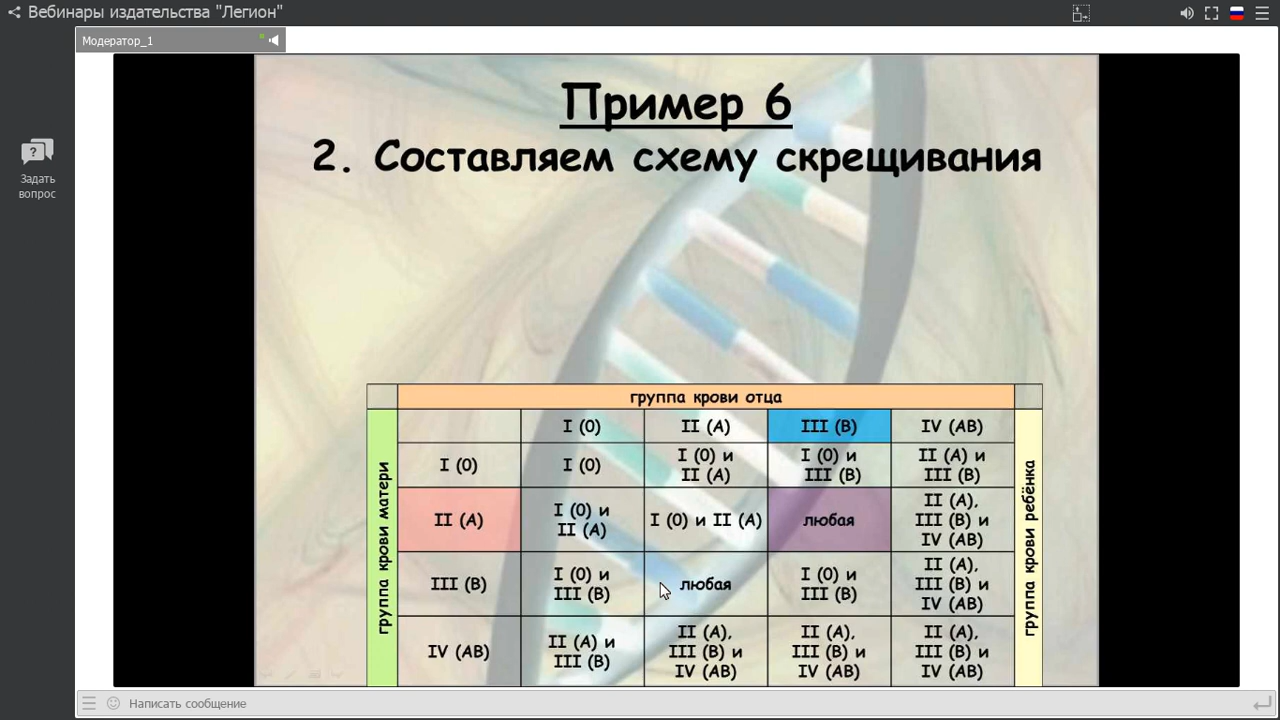 Вебинары издательства "Легион"
Модератор_1
Задать
вопрос
Пример 6
2. Составляем схему скрещивания
группа крови отца
I (0)
II (A)
III (B)
IV (AB)
группа крови матери
группа крови ребёнка
I (0)
I (0)
I (0) и
II (A)
I (0) и
III (B)
II (A) и
III (B)
II (A)
I (0) и
II (A)
I (0) и II (A)
любая
II (A),
III (B) и
IV (AB)
III (B)
I (0) и
III (B)
любая
I (0) и
III (B)
II (A),
III (B) и
IV (AB)
IV (AB)
II (A) и
III (B)
II (A),
III (B) и
IV (AB)
II (A),
III (B) и
IV (AB)
II (A),
III (B) и
IV (AB)
Написать сообщение